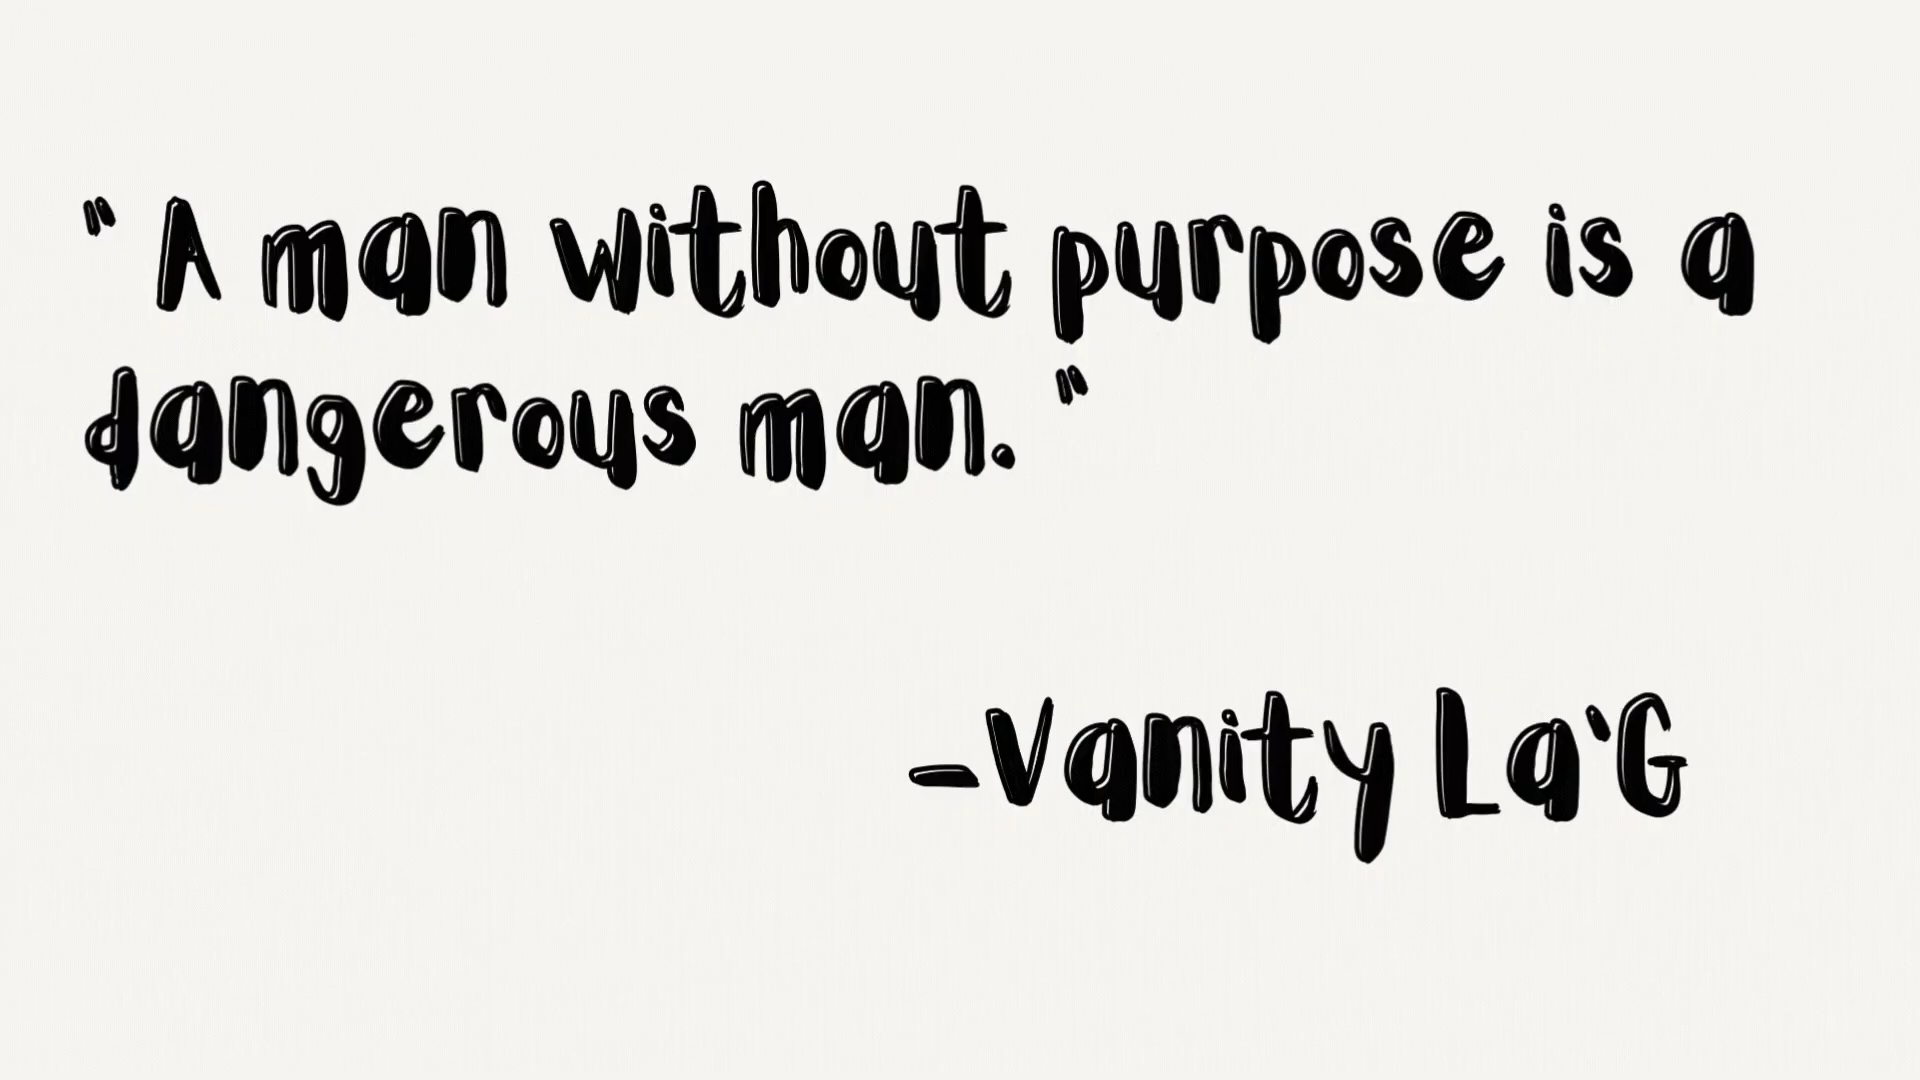 " A man without purpose is a
dangerous man. "
-Vanity La'G